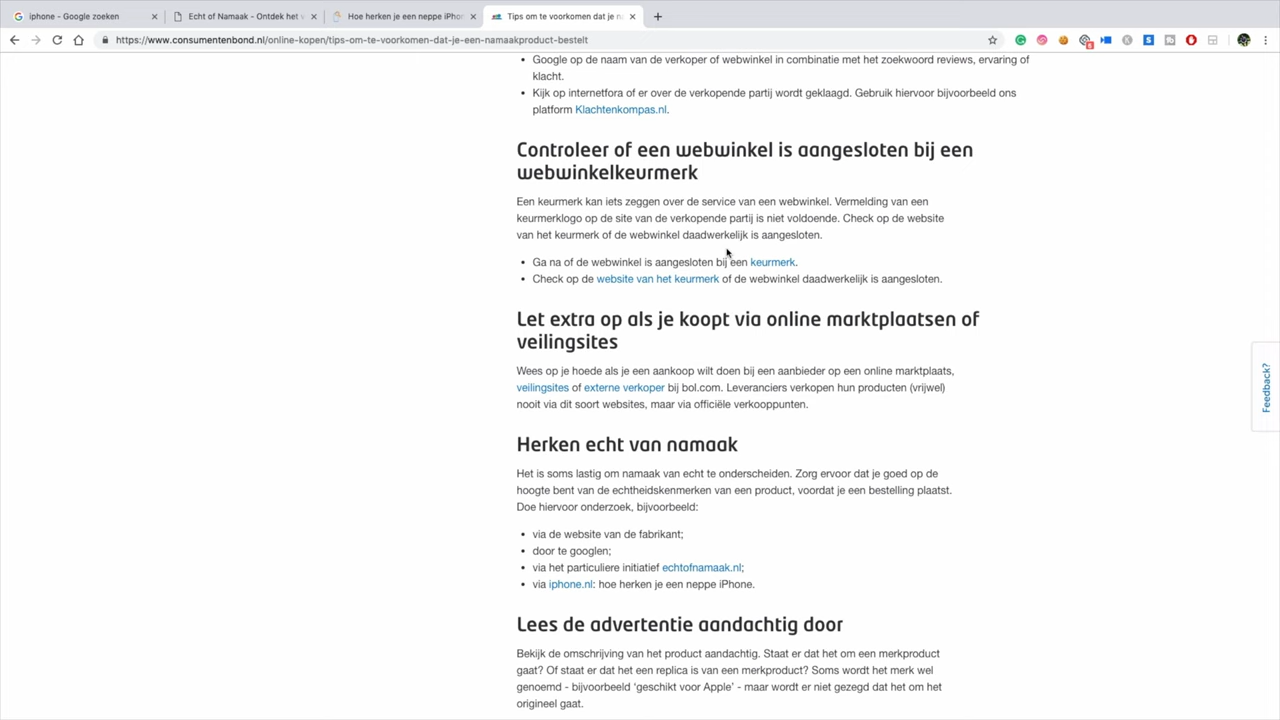 iphone - Google zoeken
Echt of Namaak - Ontdek het v
Hoe herken je een neppe iPhon
Tips om te voorkomen dat je na
https://www.consumentenbond.nl/online-kopen/tips-om-te-voorkomen-dat-je-een-namaakproduct-bestelt
• Google op de naam van de verkoper of webwinkel in combinatie met het zoekwoord reviews, ervaring of
klacht.
• Kijk op internetfora of er over de verkopende partij wordt geklaagd. Gebruik hiervoor bijvoorbeeld ons
platform Klachtenkompas.nl.
Controleer of een webwinkel is aangesloten bij een
webwinkelkeurmerk
Een keurmerk kan iets zeggen over de service van een webwinkel. Vermelding van een
keurmerklogo op de site van de verkopende partij is niet voldoende. Check op de website
van het keurmerk of de webwinkel daadwerkelijk is aangesloten.
• Ga na of de webwinkel is aangesloten bij een keurmerk.
• Check op de website van het keurmerk of de webwinkel daadwerkelijk is aangesloten.
Let extra op als je koopt via online marktplaatsen of
veilingsites
Wees op je hoede als je een aankoop wilt doen bij een aanbieder op een online marktplaats,
veilingsites of externe verkoper bij bol.com. Leveranciers verkopen hun producten (vrijwel)
nooit via dit soort websites, maar via officiële verkooppunten.
Herken echt van namaak
Het is soms lastig om namaak van echt te onderscheiden. Zorg ervoor dat je goed op de
hoogte bent van de echtheidskenmerken van een product, voordat je een bestelling plaatst.
Doe hiervoor onderzoek, bijvoorbeeld:
• via de website van de fabrikant;
• door te googlen;
• via het particuliere initiatief echtofnamaak.nl;
• via iphone.nl: hoe herken je een neppe iPhone.
Lees de advertentie aandachtig door
Bekijk de omschrijving van het product aandachtig. Staat er dat het om een merkproduct
gaat? Of staat er dat het een replica is van een merkproduct? Soms wordt het merk wel
genoemd - bijvoorbeeld ‘geschikt voor Apple’ - maar wordt er niet gezegd dat het om het
origineel gaat.
Feedback?